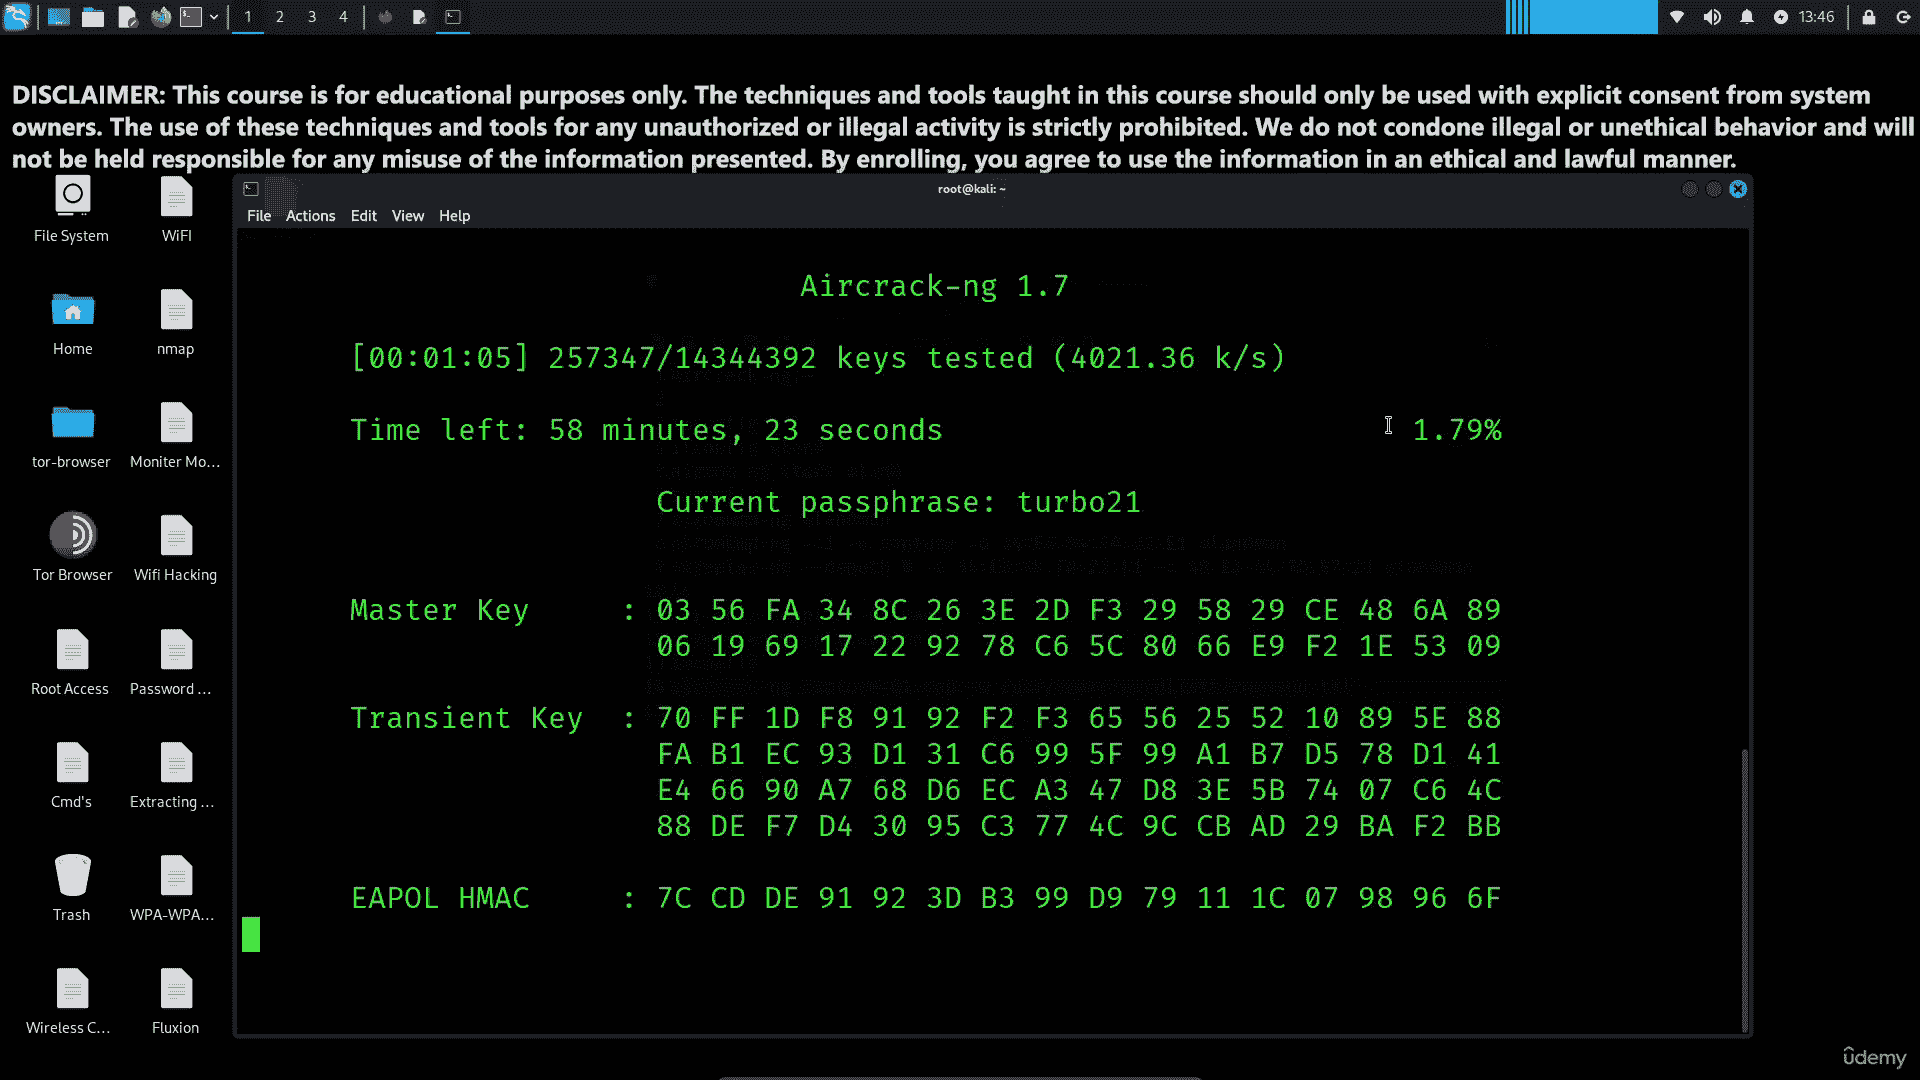 1 2 3 4 13:46
DISCLAIMER: This course is for educational purposes only. The techniques and tools taught in this course should only be used with explicit consent from system
owners. The use of these techniques and tools for any unauthorized or illegal activity is strictly prohibited. We do not condone illegal or unethical behavior and will
not be held responsible for any misuse of the information presented. By enrolling, you agree to use the information in an ethical and lawful manner.
root@kali: ~
File Actions Edit View Help
File System WiFI
Home nmap
tor-browser Moniter Mo...
Tor Browser Wifi Hacking
Root Access Password ...
Cmd's Extracting ...
Trash WPA-WPA...
Wireless C... Fluxion
Aircrack-ng 1.7
[00:01:05] 257347/14344392 keys tested (4021.36 k/s)
Time left: 58 minutes, 23 seconds 1.79%
Current passphrase: turbo21
Master Key : 03 56 FA 34 8C 26 3E 2D F3 29 58 29 CE 48 6A 89
06 19 69 17 22 92 78 C6 5C 80 66 E9 F2 1E 53 09
Transient Key : 70 FF 1D F8 91 92 F2 F3 65 56 25 52 10 89 5E 88
FA B1 EC 93 D1 31 C6 99 5F 99 A1 B7 D5 78 D1 41
E4 66 90 A7 68 D6 EC A3 47 D8 3E 5B 74 07 C6 4C
88 DE F7 D4 30 95 C3 77 4C 9C CB AD 29 BA F2 BB
EAPOL HMAC : 7C CD DE 91 92 3D B3 99 D9 79 11 1C 07 98 96 6F
ûdemy